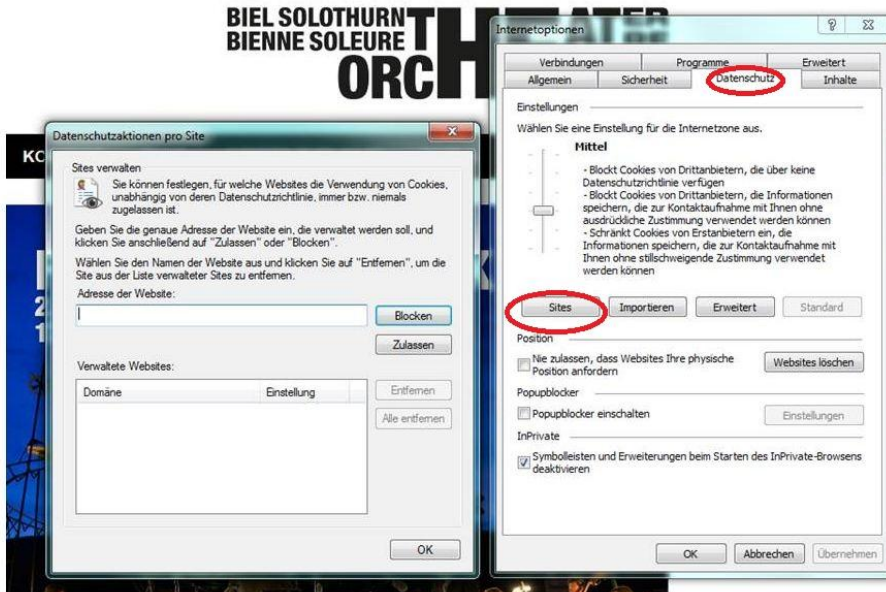 BIEL SOLOTHURN
BIENNE SOLEURE
Internetoptionen
Verbindungen Programme Erweitert
Allgemein Sicherheit Datenschutz Inhalte
Einstellungen
Wählen Sie eine Einstellung für die Internetzone aus.
Mittel
- Blockt Cookies von Drittanbietern, die über keine
Datenschutzrichtlinie verfügen
- Blockt Cookies von Drittanbietern, die Informationen
speichern, die zur Kontaktaufnahme mit Ihnen ohne
ausdrückliche Zustimmung verwendet werden können
- Schränkt Cookies von Erstanbietern ein, die
Informationen speichern, die zur Kontaktaufnahme mit
Ihnen ohne stillschweigende Zustimmung verwendet
werden können
Sites Importieren Erweitert Standard
Position
Nie zulassen, dass Websites Ihre physische
Position anfordern
Websites löschen
Popupblocker
Popupblocker einschalten
Einstellungen
InPrivate
Symbolleisten und Erweiterungen beim Starten des InPrivate-Browsens
deaktivieren
OK Abbrechen Übernehmen
Datenschutzaktionen pro Site
Sites verwalten
Sie können festlegen, für welche Websites die Verwendung von Cookies,
unabhängig von deren Datenschutzrichtlinie, immer bzw. niemals
zugelassen ist.
Geben Sie die genaue Adresse der Website ein, die verwaltet werden soll, und
klicken Sie anschließend auf "Zulassen" oder "Blocken".
Wählen Sie den Namen der Website aus und klicken Sie auf "Entfernen", um die
Site aus der Liste verwalteter Sites zu entfernen.
Adresse der Website:
Blocken
Zulassen
Verwaltete Websites:
Domäne Einstellung
Entfernen
Alle entfernen
OK